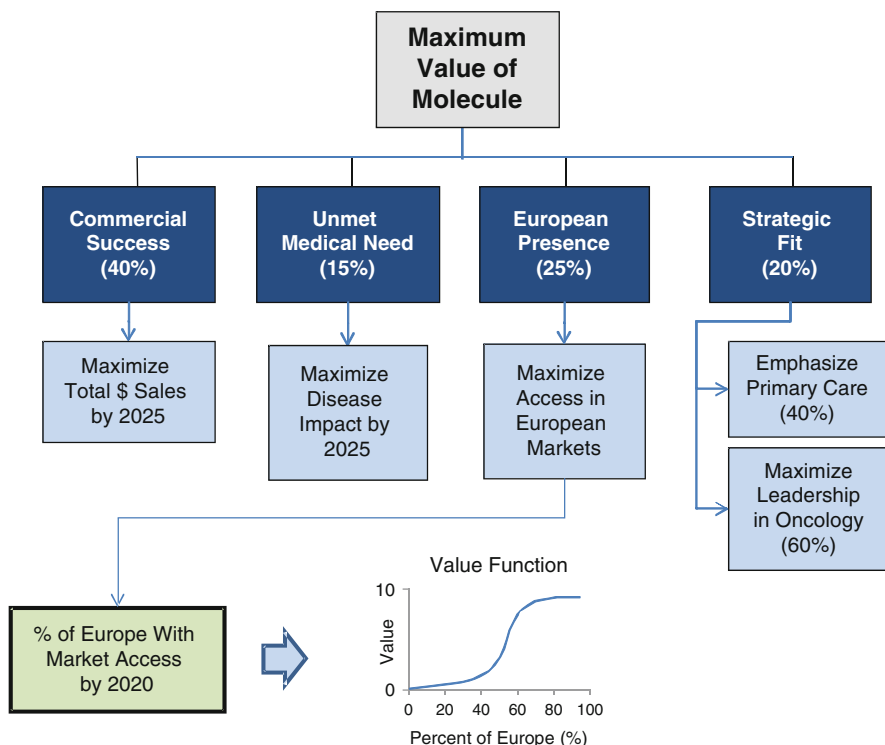 Maximum
Value of
Molecule
Commercial
Success
(40%)
Unmet
Medical Need
(15%)
European
Presence
(25%)
Strategic
Fit
(20%)
Maximize
Total $ Sales
by 2025
Maximize
Disease
Impact by
2025
Maximize
Access in
European
Markets
Emphasize
Primary Care
(40%)
Maximize
Leadership
in Oncology
(60%)
% of Europe With
Market Access
by 2020
Value Function
10
Value
0
0 20 40 60 80 100
Percent of Europe (%)